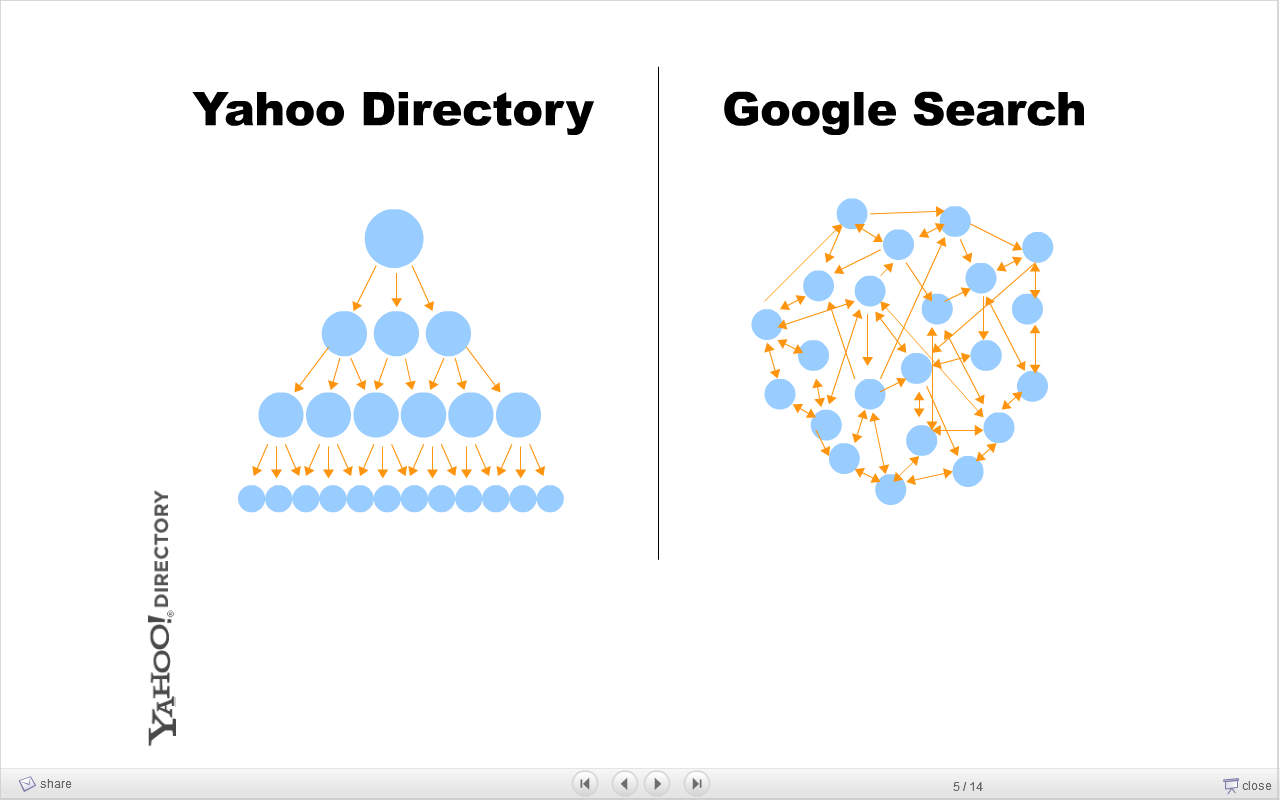 Yahoo Directory
Google Search
YAHOO!® DIRECTORY
share
5 / 14
close